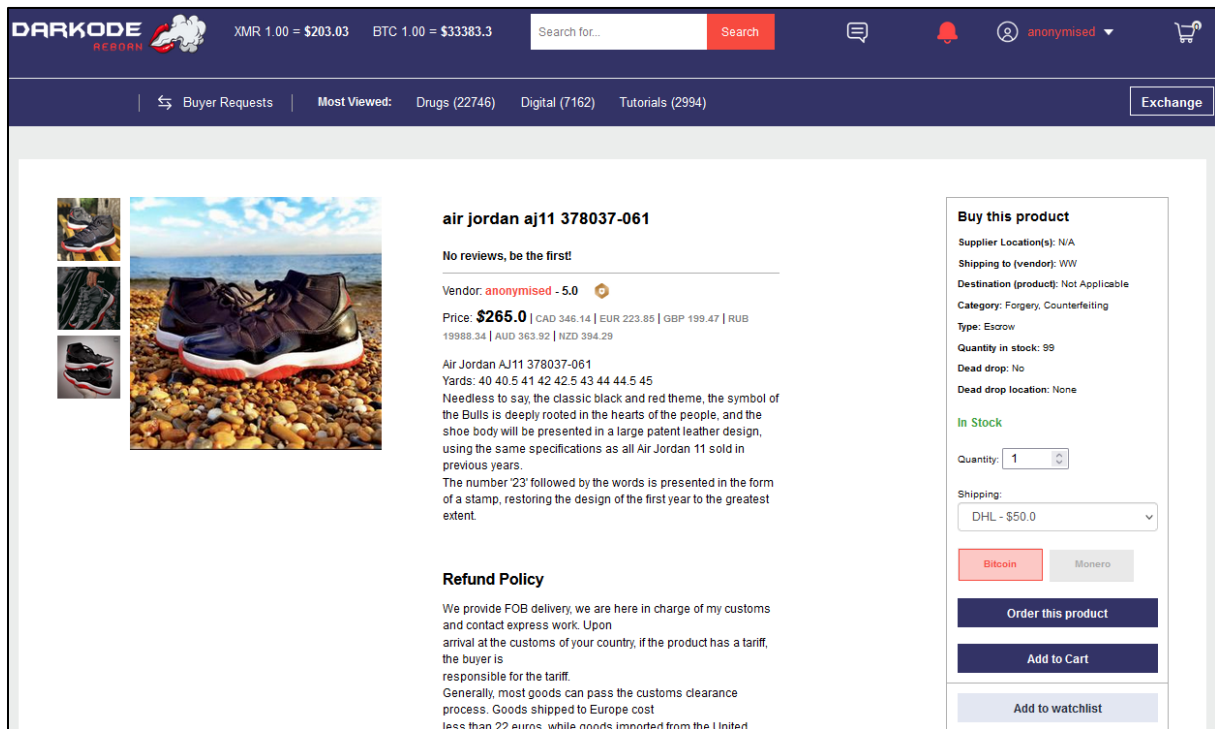 DARKODE
REBORN
XMR 1.00 = $203.03
BTC 1.00 = $33383.3
Search for...
Search
anonymised
0
Buyer Requests
Most Viewed:
Drugs (22746)
Digital (7162)
Tutorials (2994)
Exchange
air jordan aj11 378037-061
No reviews, be the first!
Vendor: anonymised - 5.0
Price: $265.0 | CAD 346.14 | EUR 223.85 | GBP 199.47 | RUB
19988.34 | AUD 363.92 | NZD 394.29
Air Jordan AJ11 378037-061
Yards: 40 40.5 41 42 42.5 43 44 44.5 45
Needless to say, the classic black and red theme, the symbol of
the Bulls is deeply rooted in the hearts of the people, and the
shoe body will be presented in a large patent leather design,
using the same specifications as all Air Jordan 11 sold in
previous years.
The number '23' followed by the words is presented in the form
of a stamp, restoring the design of the first year to the greatest
extent.
Refund Policy
We provide FOB delivery, we are here in charge of my customs
and contact express work. Upon
arrival at the customs of your country, if the product has a tariff,
the buyer is
responsible for the tariff.
Generally, most goods can pass the customs clearance
process. Goods shipped to Europe cost
less than 22 euros, while goods imported from the United
Buy this product
Supplier Location(s): N/A
Shipping to (vendor): WW
Destination (product): Not Applicable
Category: Forgery, Counterfeiting
Type: Escrow
Quantity in stock: 99
Dead drop: No
Dead drop location: None
In Stock
Quantity: 1
Shipping:
DHL - $50.0
Bitcoin
Monero
Order this product
Add to Cart
Add to watchlist